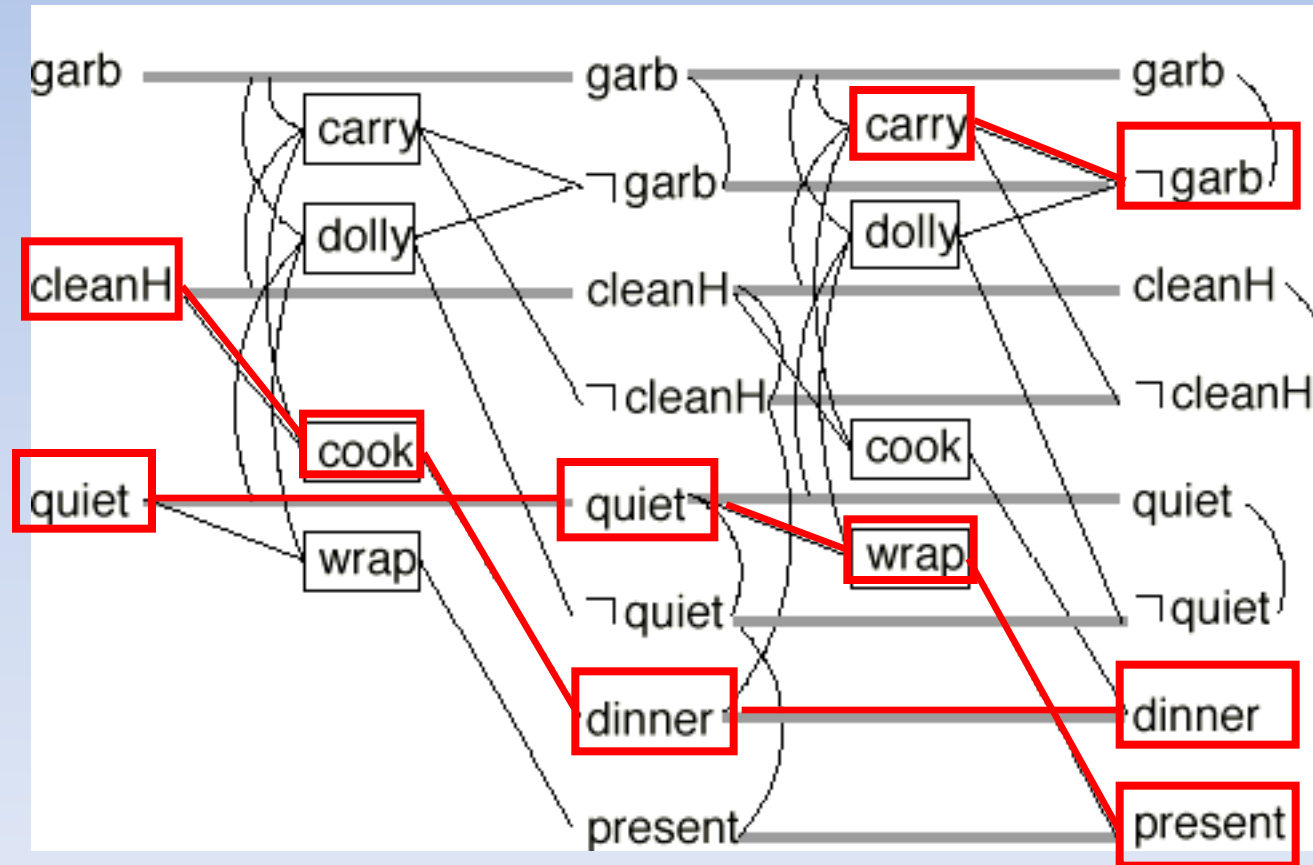 garb
cleanH
quiet
carry
dolly
cook
wrap
garb
¬garb
cleanH
¬cleanH
quiet
¬quiet
dinner
present
carry
dolly
cook
wrap
garb
¬garb
cleanH
¬cleanH
quiet
¬quiet
dinner
present